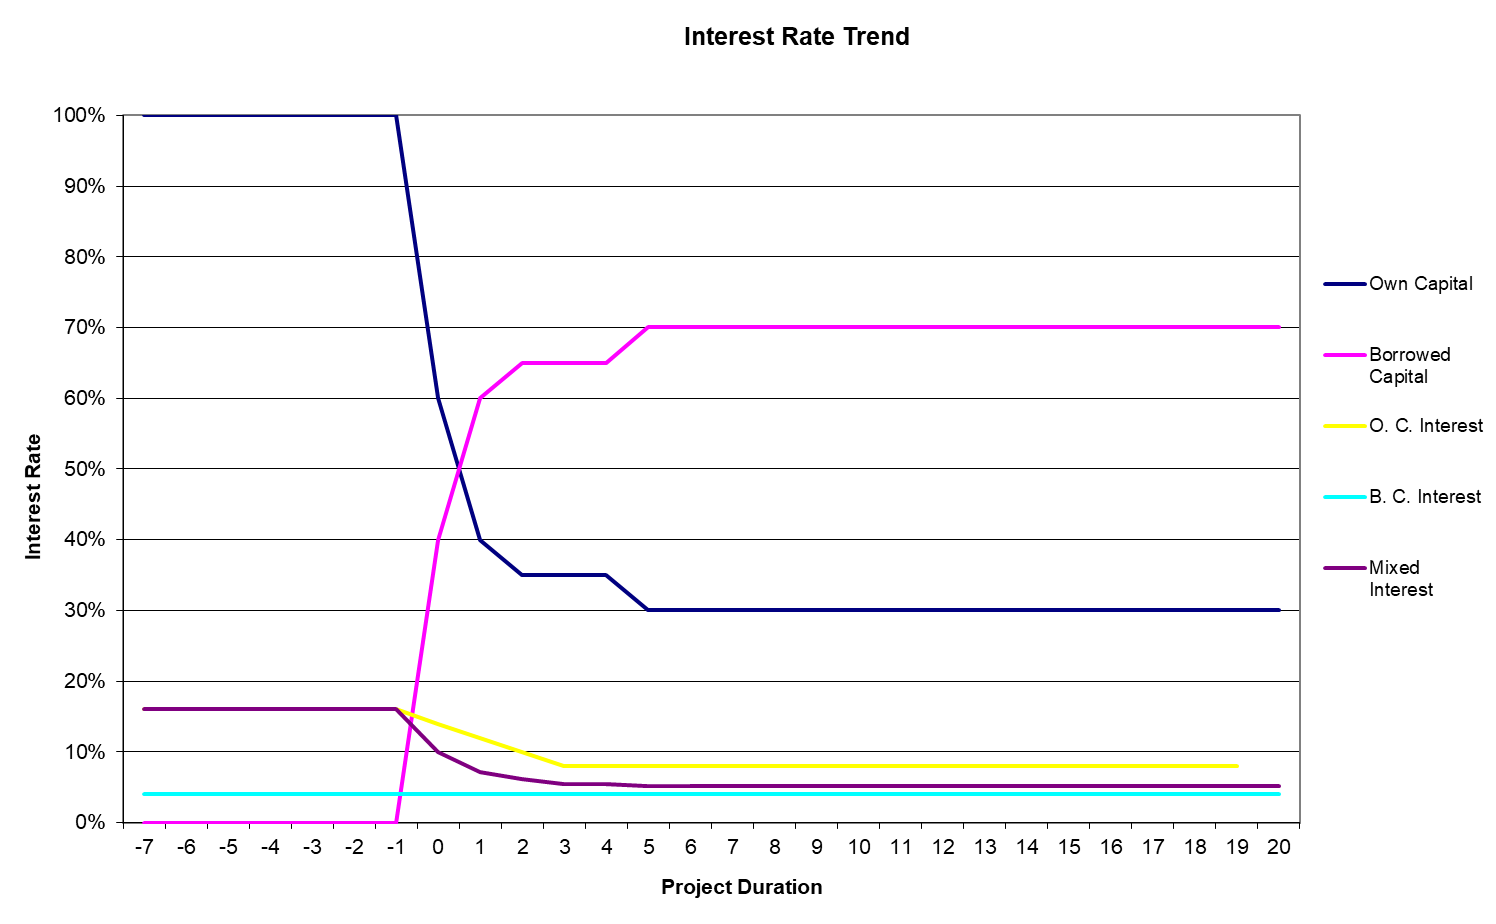 Interest Rate Trend
100%
90%
80%
70%
60%
50%
40%
30%
20%
10%
0%
Interest Rate
-7 -6 -5 -4 -3 -2 -1 0 1 2 3 4 5 6 7 8 9 10 11 12 13 14 15 16 17 18 19 20
Project Duration
Own Capital
Borrowed
Capital
O. C. Interest
B. C. Interest
Mixed
Interest